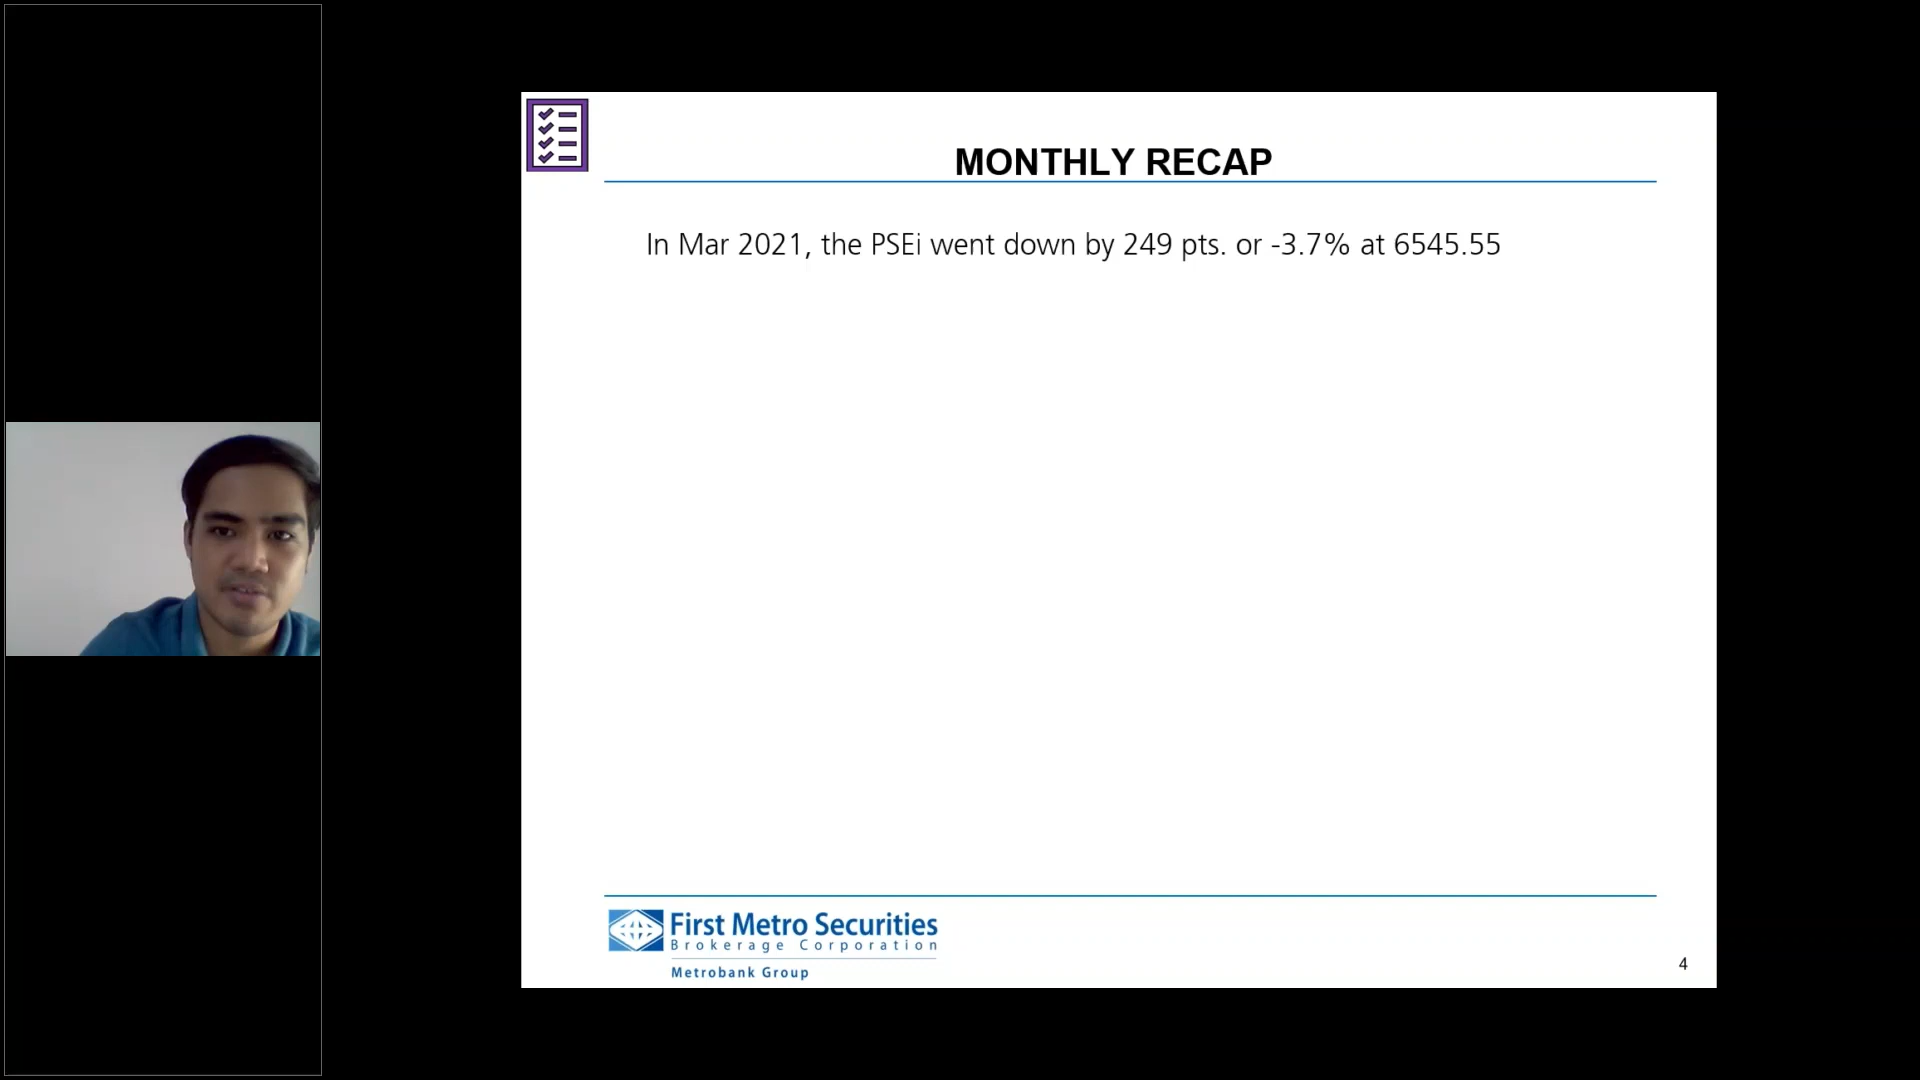 MONTHLY RECAP
In Mar 2021, the PSEi went down by 249 pts. or -3.7% at 6545.55
First Metro Securities
Brokerage Corporation
Metrobank Group
4